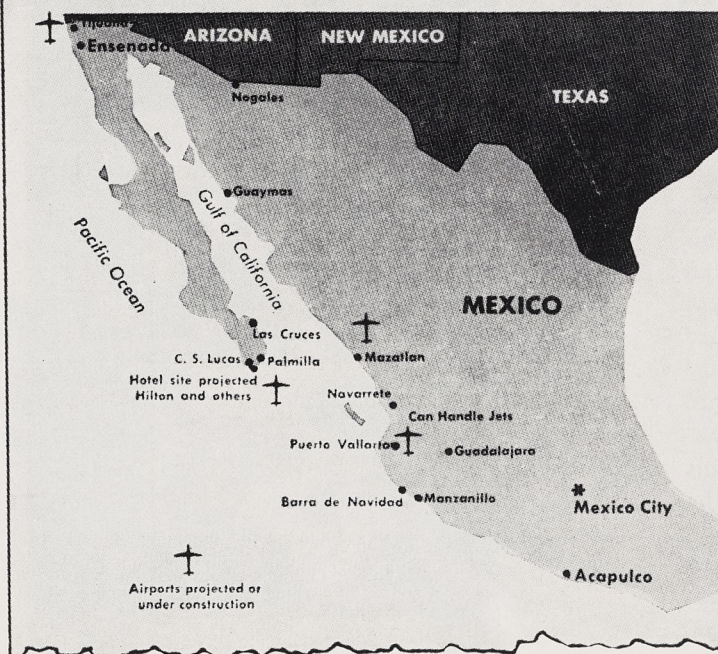 Tijuana
Ensenada
ARIZONA
NEW MEXICO
TEXAS
Nogales
Guaymas
Gulf of California
Pacific Ocean
MEXICO
Las Cruces
C. S. Lucas
Palmilla
Mazatlan
Hotel site projected
Hilton and others
Navarrete
Can Handle Jets
Puerto Vallarta
Guadalajara
Barra de Navidad
Manzanillo
Mexico City
Acapulco
Airports projected or
under construction